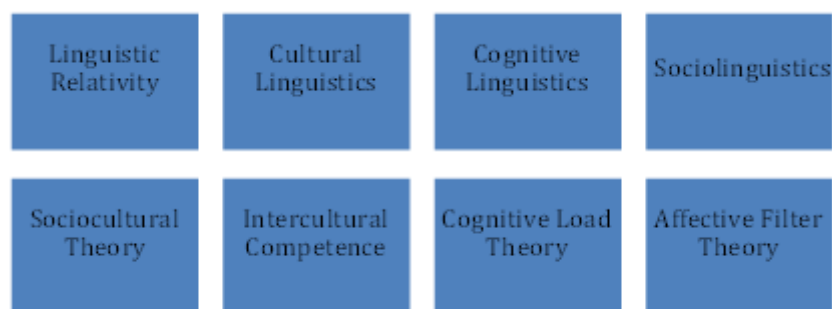 Linguistic
Relativity
Cultural
Linguistics
Cognitive
Linguistics
Sociolinguistics
Sociocultural
Theory
Intercultural
Competence
Cognitive Load
Theory
Affective Filter
Theory